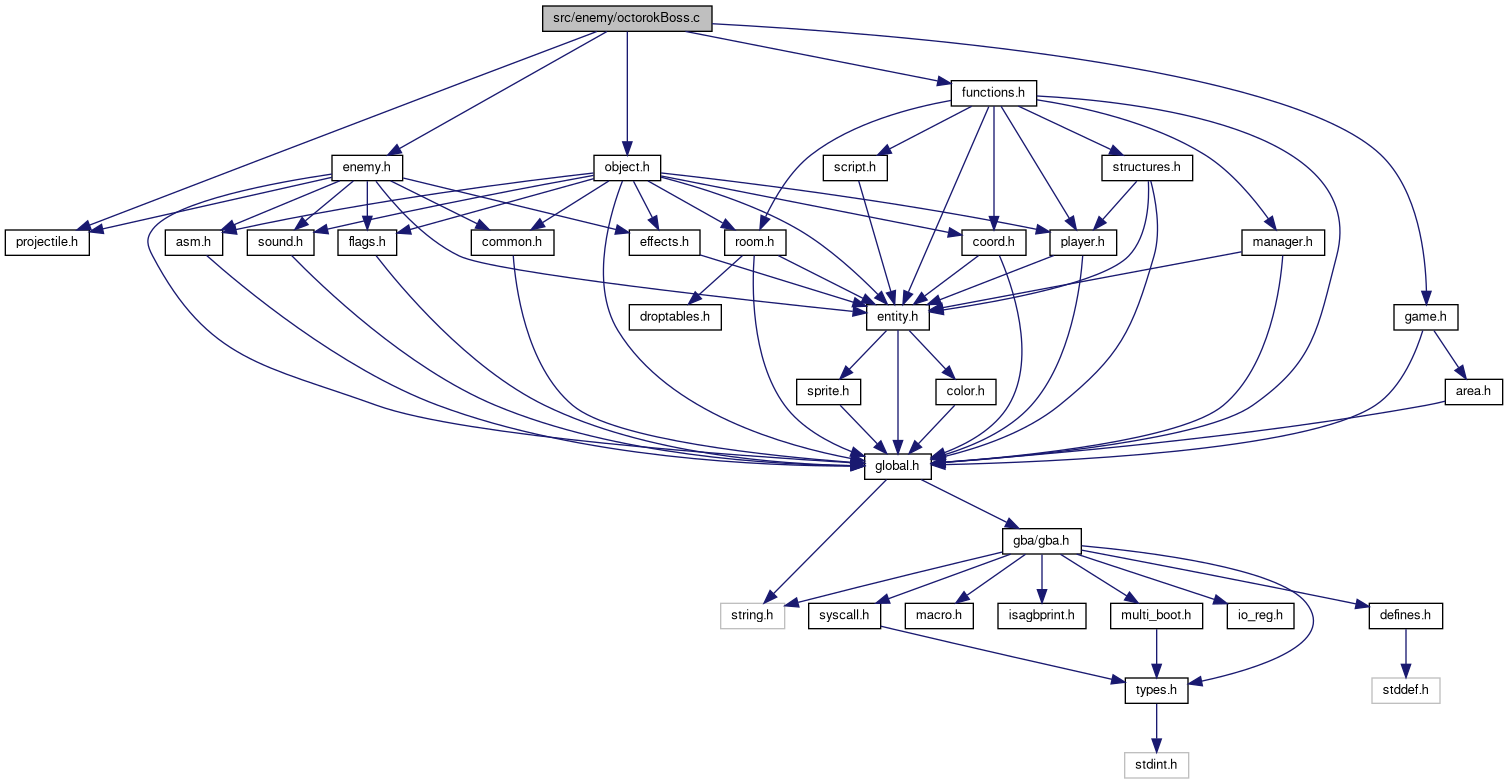 src/enemy/octorokBoss.c
functions.h
enemy.h
object.h
script.h
structures.h
projectile.h
asm.h
sound.h
flags.h
common.h
effects.h
room.h
coord.h
player.h
manager.h
droptables.h
entity.h
game.h
sprite.h
color.h
area.h
global.h
gba/gba.h
string.h
syscall.h
macro.h
isagbprint.h
multi_boot.h
io_reg.h
defines.h
types.h
stddef.h
stdint.h